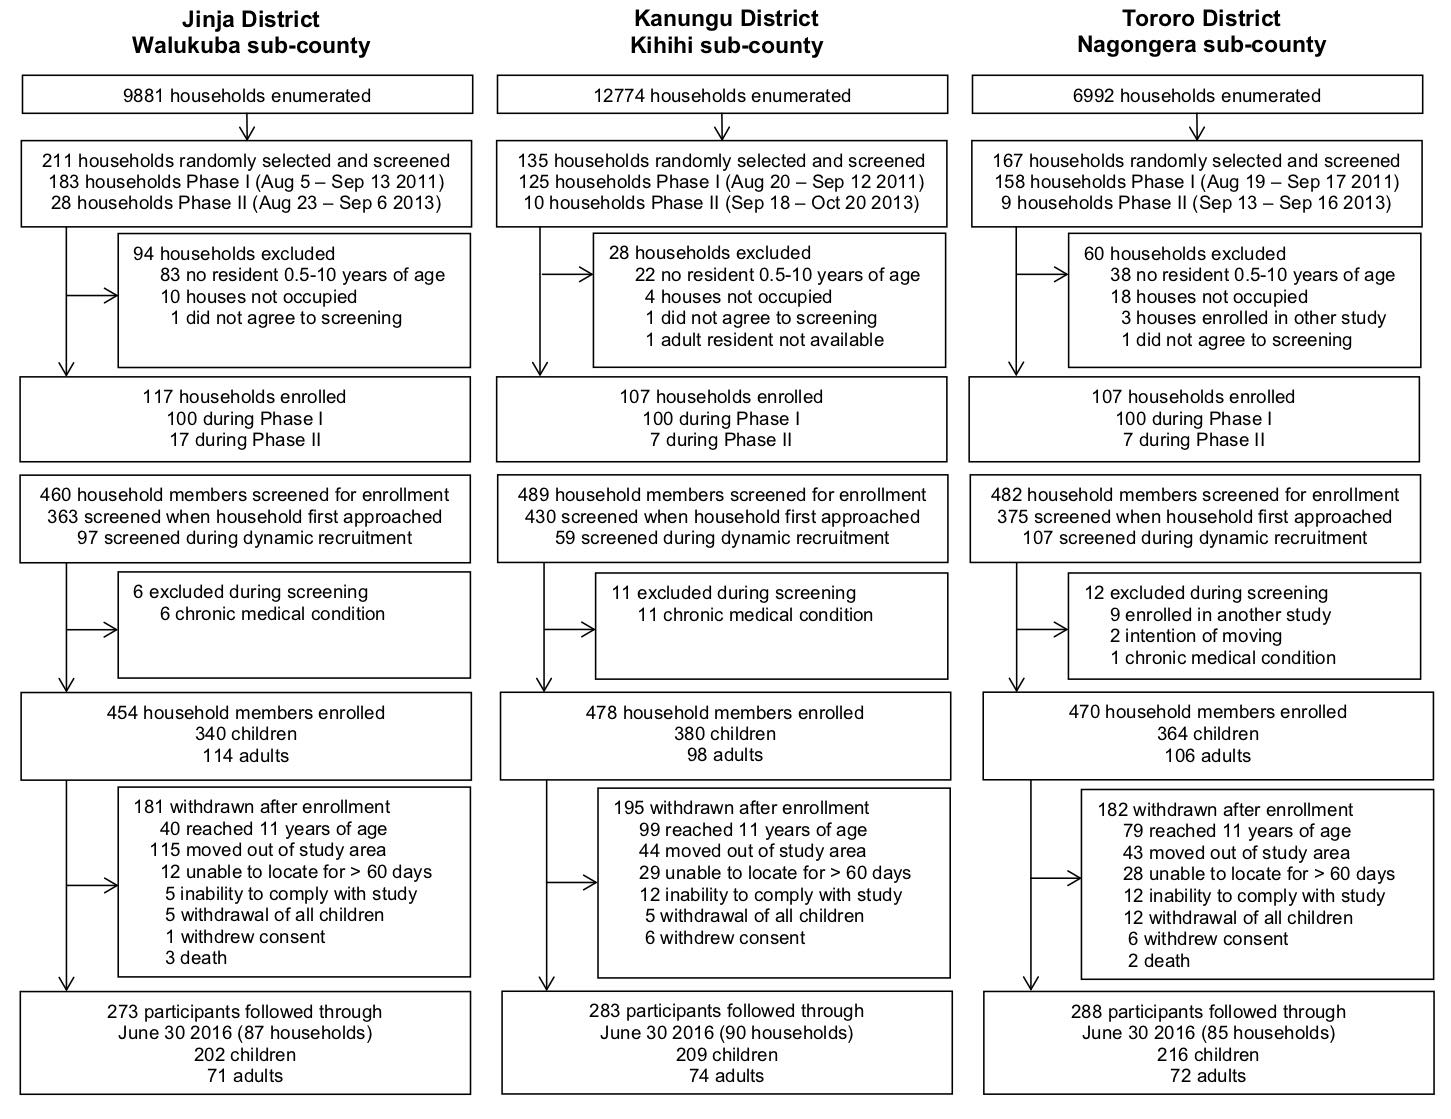 Jinja District
Walukuba sub-county
9881 households enumerated
211 households randomly selected and screened
183 households Phase I (Aug 5 – Sep 13 2011)
28 households Phase II (Aug 23 – Sep 6 2013)
94 households excluded
83 no resident 0.5-10 years of age
10 houses not occupied
1 did not agree to screening
117 households enrolled
100 during Phase I
17 during Phase II
460 household members screened for enrollment
363 screened when household first approached
97 screened during dynamic recruitment
6 excluded during screening
6 chronic medical condition
454 household members enrolled
340 children
114 adults
181 withdrawn after enrollment
40 reached 11 years of age
115 moved out of study area
12 unable to locate for > 60 days
5 inability to comply with study
5 withdrawal of all children
1 withdrew consent
3 death
273 participants followed through
June 30 2016 (87 households)
202 children
71 adults
Kanungu District
Kihihi sub-county
12774 households enumerated
135 households randomly selected and screened
125 households Phase I (Aug 20 – Sep 12 2011)
10 households Phase II (Sep 18 – Oct 20 2013)
28 households excluded
22 no resident 0.5-10 years of age
4 houses not occupied
1 did not agree to screening
1 adult resident not available
107 households enrolled
100 during Phase I
7 during Phase II
489 household members screened for enrollment
430 screened when household first approached
59 screened during dynamic recruitment
11 excluded during screening
11 chronic medical condition
478 household members enrolled
380 children
98 adults
195 withdrawn after enrollment
99 reached 11 years of age
44 moved out of study area
29 unable to locate for > 60 days
12 inability to comply with study
5 withdrawal of all children
6 withdrew consent
283 participants followed through
June 30 2016 (90 households)
209 children
74 adults
Tororo District
Nagongera sub-county
6992 households enumerated
167 households randomly selected and screened
158 households Phase I (Aug 19 – Sep 17 2011)
9 households Phase II (Sep 13 – Sep 16 2013)
60 households excluded
38 no resident 0.5-10 years of age
18 houses not occupied
3 houses enrolled in other study
1 did not agree to screening
107 households enrolled
100 during Phase I
7 during Phase II
482 household members screened for enrollment
375 screened when household first approached
107 screened during dynamic recruitment
12 excluded during screening
9 enrolled in another study
2 intention of moving
1 chronic medical condition
470 household members enrolled
364 children
106 adults
182 withdrawn after enrollment
79 reached 11 years of age
43 moved out of study area
28 unable to locate for > 60 days
12 inability to comply with study
12 withdrawal of all children
6 withdrew consent
2 death
288 participants followed through
June 30 2016 (85 households)
216 children
72 adults